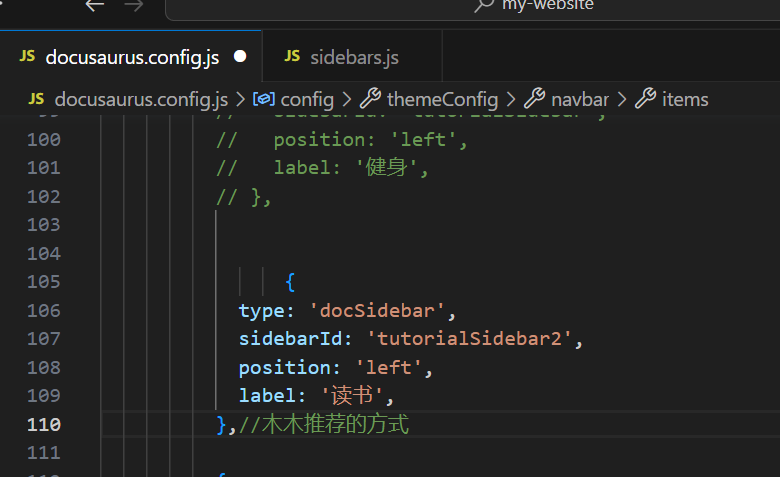 my-website
JS docusaurus.config.js
JS sidebars.js
JS docusaurus.config.js > config > themeConfig > navbar > items
100 //   position: 'left',
101 //   label: '健身',
102 // },
103
104
105 {
106 type: 'docSidebar',
107 sidebarId: 'tutorialSidebar2',
108 position: 'left',
109 label: '读书',
110 },//木木推荐的方式
111